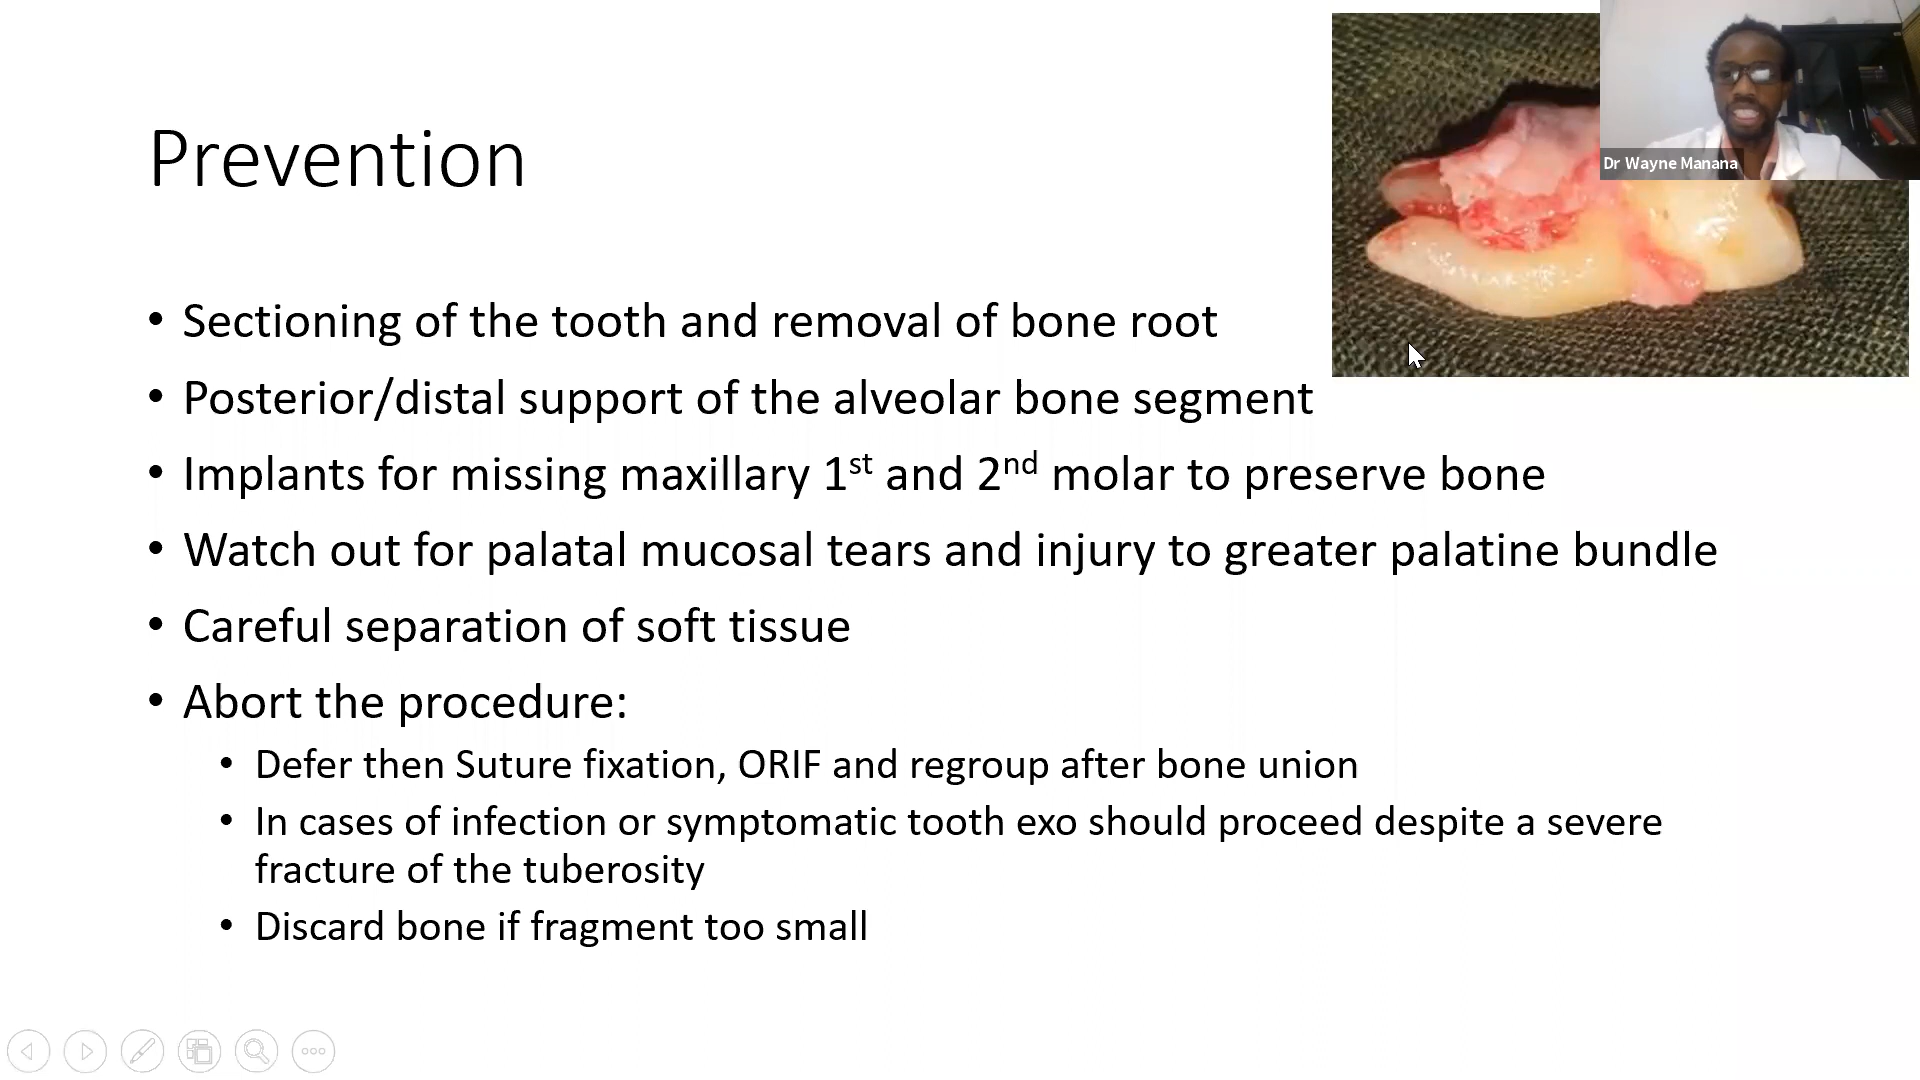 Prevention
Dr Wayne Manana
• Sectioning of the tooth and removal of bone root
• Posterior/distal support of the alveolar bone segment
• Implants for missing maxillary 1st and 2nd molar to preserve bone
• Watch out for palatal mucosal tears and injury to greater palatine bundle
• Careful separation of soft tissue
• Abort the procedure:
• Defer then Suture fixation, ORIF and regroup after bone union
• In cases of infection or symptomatic tooth exo should proceed despite a severe
fracture of the tuberosity
• Discard bone if fragment too small